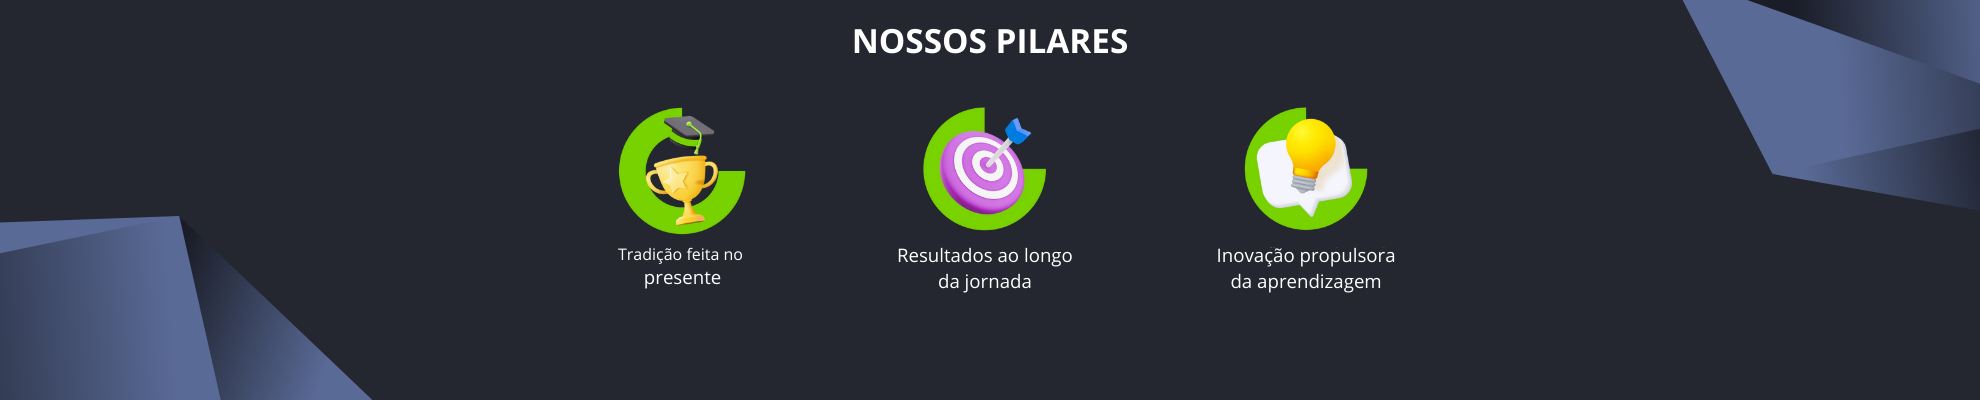 NOSSOS PILARES
Tradição feita no
presente
Resultados ao longo
da jornada
Inovação propulsora
da aprendizagem